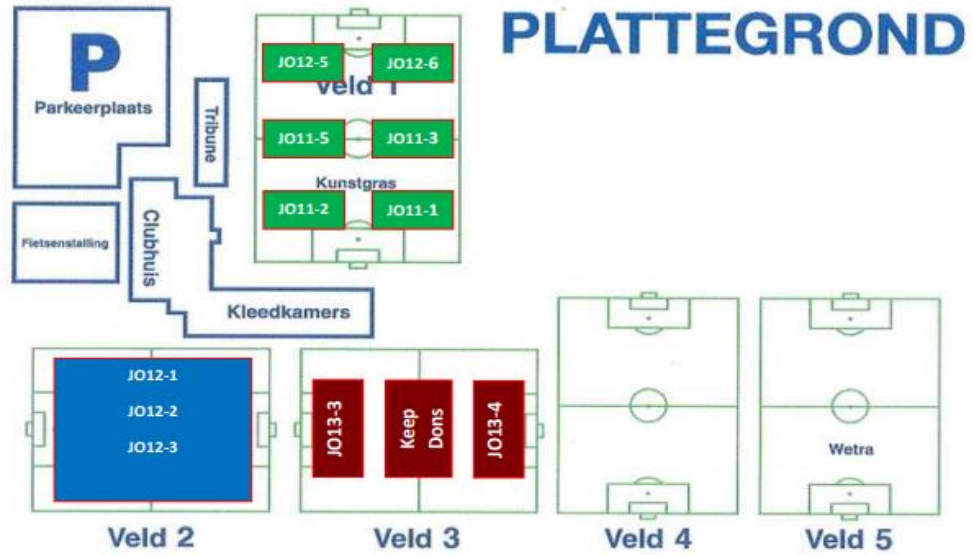 PLATTEGROND
P
Parkeerplaats
Tribune
JO12-5
JO12-6
Veld 1
JO11-5
JO11-3
Kunstgras
JO11-2
JO11-1
Fietsenstalling
Clubhuis
Kleedkamers
JO12-1
JO12-2
JO12-3
Veld 2
JO13-3
Keep
Dons
JO13-4
Veld 3
Veld 4
Wetra
Veld 5